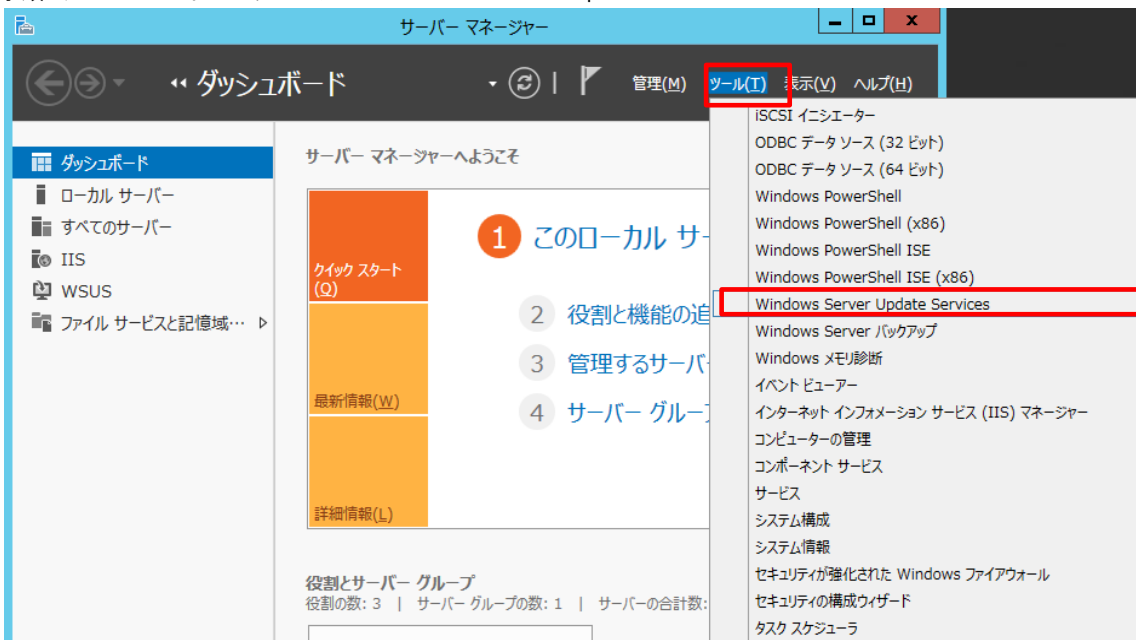 サーバー マネージャー
ダッシュボード
管理(M) ツール(T) 表示(V) ヘルプ(H)
ダッシュボード
ローカル サーバー
すべてのサーバー
IIS
WSUS
ファイル サービスと記憶域…
サーバー マネージャーへようこそ
クイック スタート
(Q)
最新情報(W)
詳細情報(L)
1 このローカル サー
2 役割と機能の追
3 管理するサーバ
4 サーバー グルー
役割とサーバー グループ
役割の数: 3 | サーバー グループの数: 1 | サーバーの合計数:
iSCSI イニシエーター
ODBC データ ソース (32 ビット)
ODBC データ ソース (64 ビット)
Windows PowerShell
Windows PowerShell (x86)
Windows PowerShell ISE
Windows PowerShell ISE (x86)
Windows Server Update Services
Windows Server バックアップ
Windows メモリ診断
イベント ビューアー
インターネット インフォメーション サービス (IIS) マネージャー
コンピューターの管理
コンポーネント サービス
サービス
システム構成
システム情報
セキュリティが強化された Windows ファイアウォール
セキュリティの構成ウィザード
タスク スケジューラ